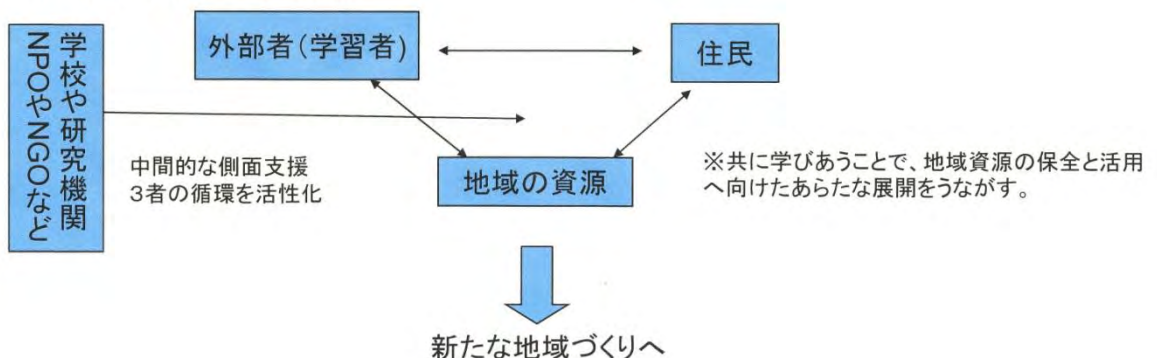 学校や研究機関
NPOやNGOなど
外部者(学習者)
住民
中間的な側面支援
3者の循環を活性化
地域の資源
※共に学びあうことで、地域資源の保全と活用
へ向けたあらたな展開をうながす。
新たな地域づくりへ